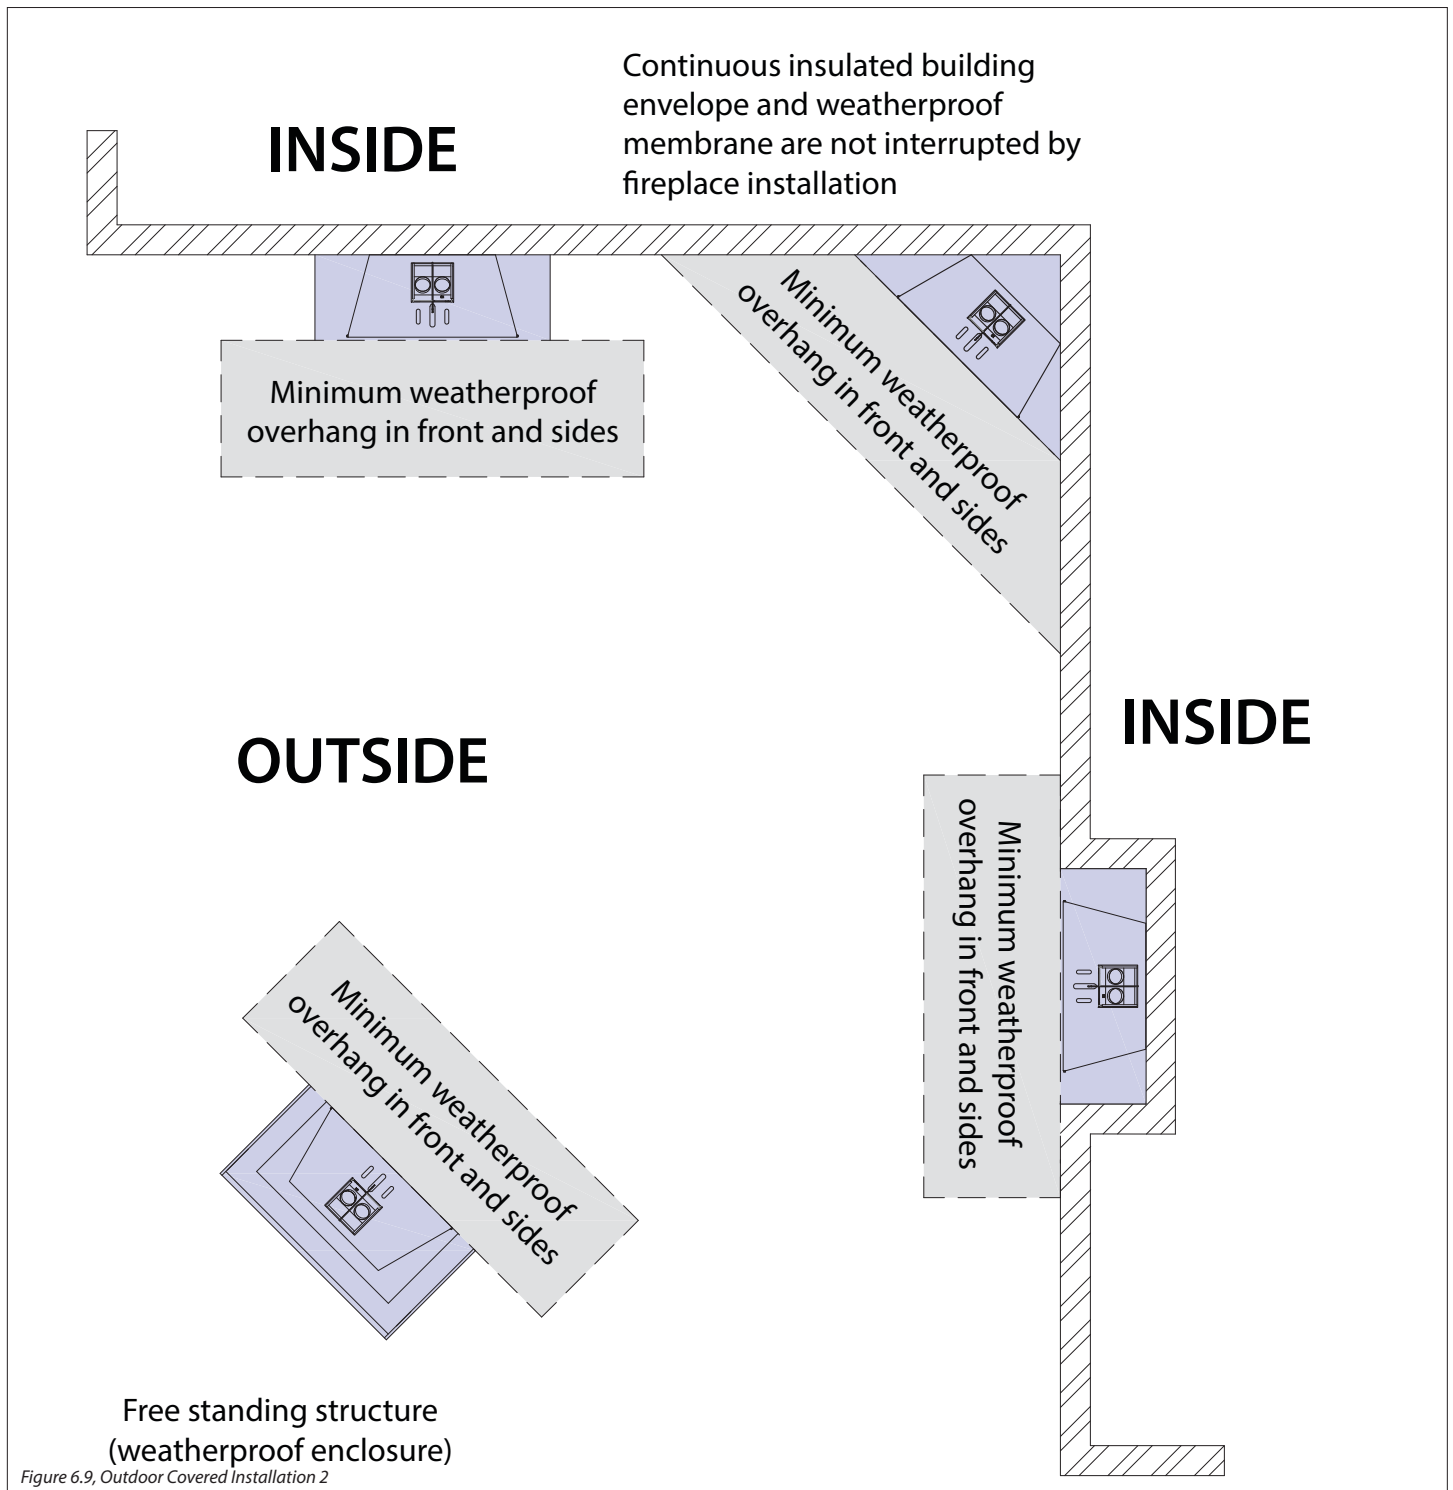 Continuous insulated building
envelope and weatherproof
membrane are not interrupted by
fireplace installation
INSIDE
Minimum weatherproof
overhang in front and sides
Minimum weatherproof
overhang in front and sides
INSIDE
OUTSIDE
Minimum weatherproof
overhang in front and sides
Minimum weatherproof
overhang in front and sides
Free standing structure
(weatherproof enclosure)
Figure 6.9, Outdoor Covered Installation 2